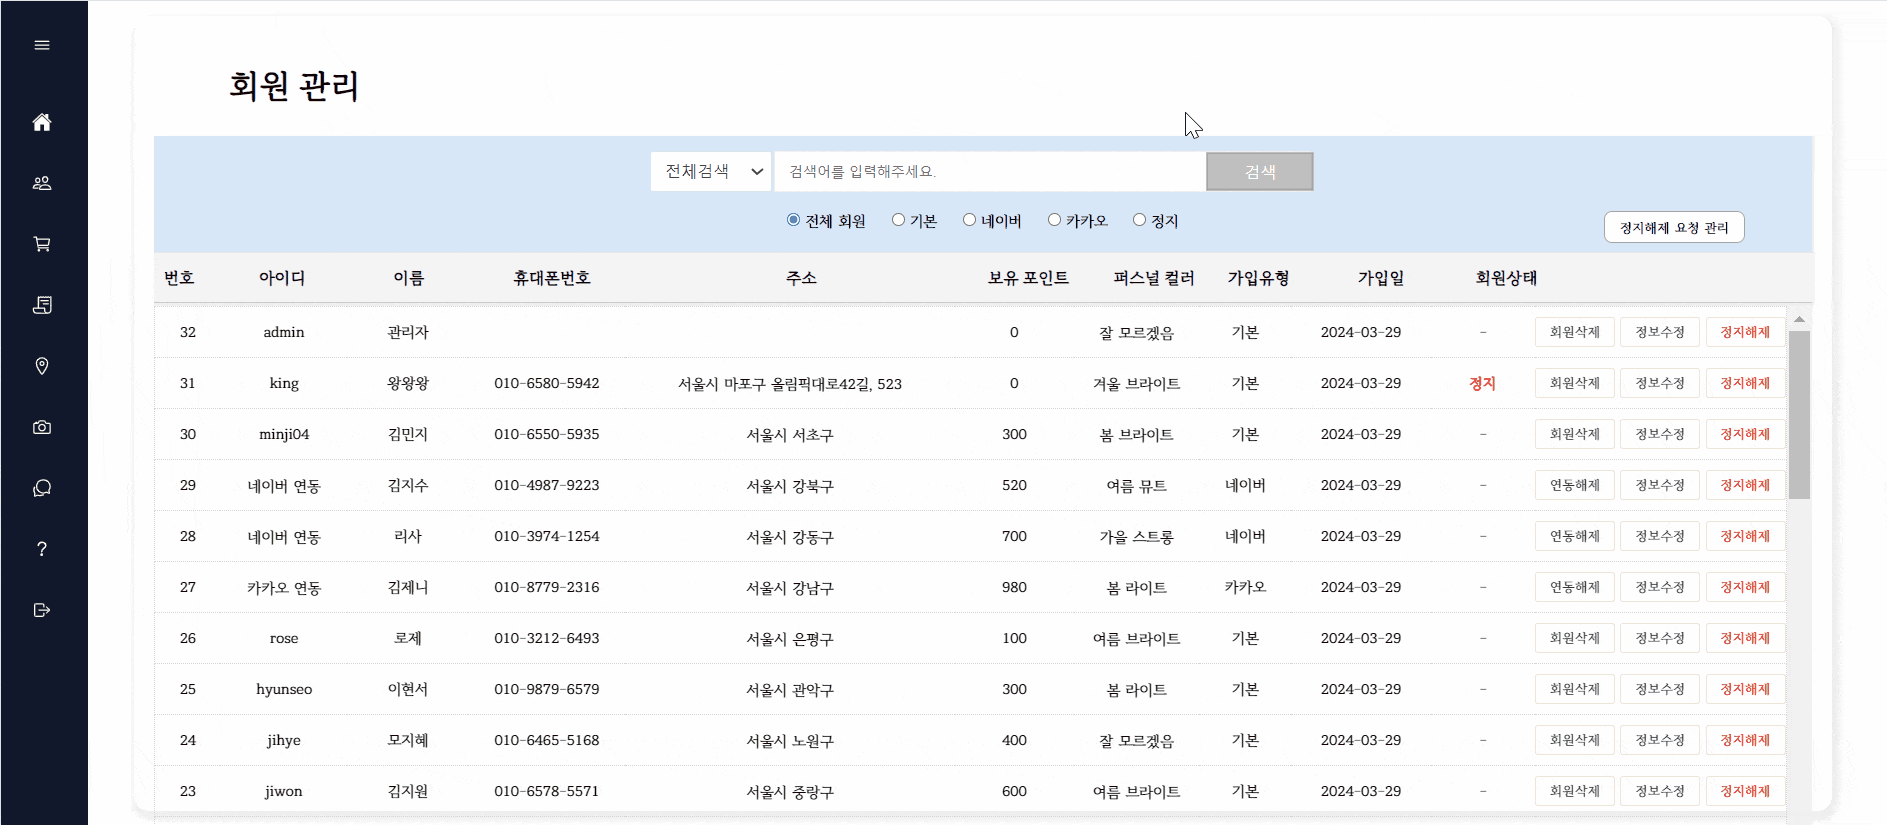 회원 관리
전체검색 검색어를 입력해주세요. 검색
전체 회원 기본 네이버 카카오 정지
정지해제 요청 관리
번호 아이디 이름 휴대폰번호 주소 보유 포인트 퍼스널 컬러 가입유형 가입일 회원상태
32 admin 관리자 0 잘 모르겠음 기본 2024-03-29 - 회원삭제 정보수정 정지해제
31 king 왕왕왕 010-6580-5942 서울시 마포구 올림픽대로42길, 523 0 겨울 브라이트 기본 2024-03-29 정지 회원삭제 정보수정 정지해제
30 minji04 김민지 010-6550-5935 서울시 서초구 300 봄 브라이트 기본 2024-03-29 - 회원삭제 정보수정 정지해제
29 네이버 연동 김지수 010-4987-9223 서울시 강북구 520 여름 뮤트 네이버 2024-03-29 - 연동해제 정보수정 정지해제
28 네이버 연동 리사 010-3974-1254 서울시 강동구 700 가을 스트롱 네이버 2024-03-29 - 연동해제 정보수정 정지해제
27 카카오 연동 김제니 010-8779-2316 서울시 강남구 980 봄 라이트 카카오 2024-03-29 - 연동해제 정보수정 정지해제
26 rose 로제 010-3212-6493 서울시 은평구 100 여름 브라이트 기본 2024-03-29 - 회원삭제 정보수정 정지해제
25 hyunseo 이현서 010-9879-6579 서울시 관악구 300 봄 라이트 기본 2024-03-29 - 회원삭제 정보수정 정지해제
24 jihye 모지혜 010-6465-5168 서울시 노원구 400 잘 모르겠음 기본 2024-03-29 - 회원삭제 정보수정 정지해제
23 jiwon 김지원 010-6578-5571 서울시 중랑구 600 여름 브라이트 기본 2024-03-29 - 회원삭제 정보수정 정지해제